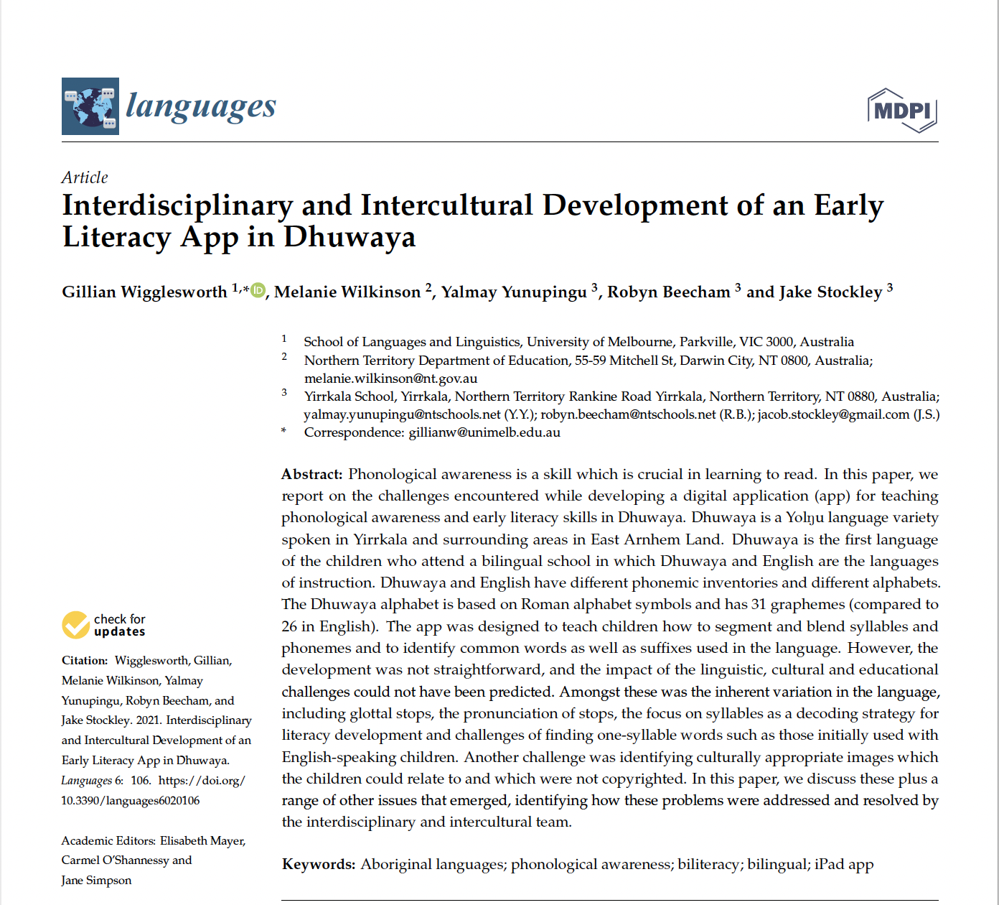 languages
MDPI
Article
Interdisciplinary and Intercultural Development of an Early
Literacy App in Dhuwaya
Gillian Wigglesworth 1,* iD, Melanie Wilkinson 2, Yalmay Yunupingu 3, Robyn Beecham 3 and Jake Stockley 3
1 School of Languages and Linguistics, University of Melbourne, Parkville, VIC 3000, Australia
2 Northern Territory Department of Education, 55-59 Mitchell St, Darwin City, NT 0800, Australia;
melanie.wilkinson@nt.gov.au
3 Yirrkala School, Yirrkala, Northern Territory Rankine Road Yirrkala, Northern Territory, NT 0880, Australia;
yalmay.yunupingu@ntschools.net (Y.Y.); robyn.beecham@ntschools.net (R.B.); jacob.stockley@gmail.com (J.S.)
* Correspondence: gillianw@unimelb.edu.au
Abstract: Phonological awareness is a skill which is crucial in learning to read. In this paper, we
report on the challenges encountered while developing a digital application (app) for teaching
phonological awareness and early literacy skills in Dhuwaya. Dhuwaya is a Yolŋu language variety
spoken in Yirrkala and surrounding areas in East Arnhem Land. Dhuwaya is the first language
of the children who attend a bilingual school in which Dhuwaya and English are the languages
of instruction. Dhuwaya and English have different phonemic inventories and different alphabets.
The Dhuwaya alphabet is based on Roman alphabet symbols and has 31 graphemes (compared to
26 in English). The app was designed to teach children how to segment and blend syllables and
phonemes and to identify common words as well as suffixes used in the language. However, the
development was not straightforward, and the impact of the linguistic, cultural and educational
challenges could not have been predicted. Amongst these was the inherent variation in the language,
including glottal stops, the pronunciation of stops, the focus on syllables as a decoding strategy for
literacy development and challenges of finding one-syllable words such as those initially used with
English-speaking children. Another challenge was identifying culturally appropriate images which
the children could relate to and which were not copyrighted. In this paper, we discuss these plus a
range of other issues that emerged, identifying how these problems were addressed and resolved by
the interdisciplinary and intercultural team.
Keywords: Aboriginal languages; phonological awareness; biliteracy; bilingual; iPad app
check for
updates
Citation: Wigglesworth, Gillian,
Melanie Wilkinson, Yalmay
Yunupingu, Robyn Beecham, and
Jake Stockley. 2021. Interdisciplinary
and Intercultural Development of an
Early Literacy App in Dhuwaya.
Languages 6: 106. https://doi.org/
10.3390/languages6020106
Academic Editors: Elisabeth Mayer,
Carmel O'Shannessy and
Jane Simpson